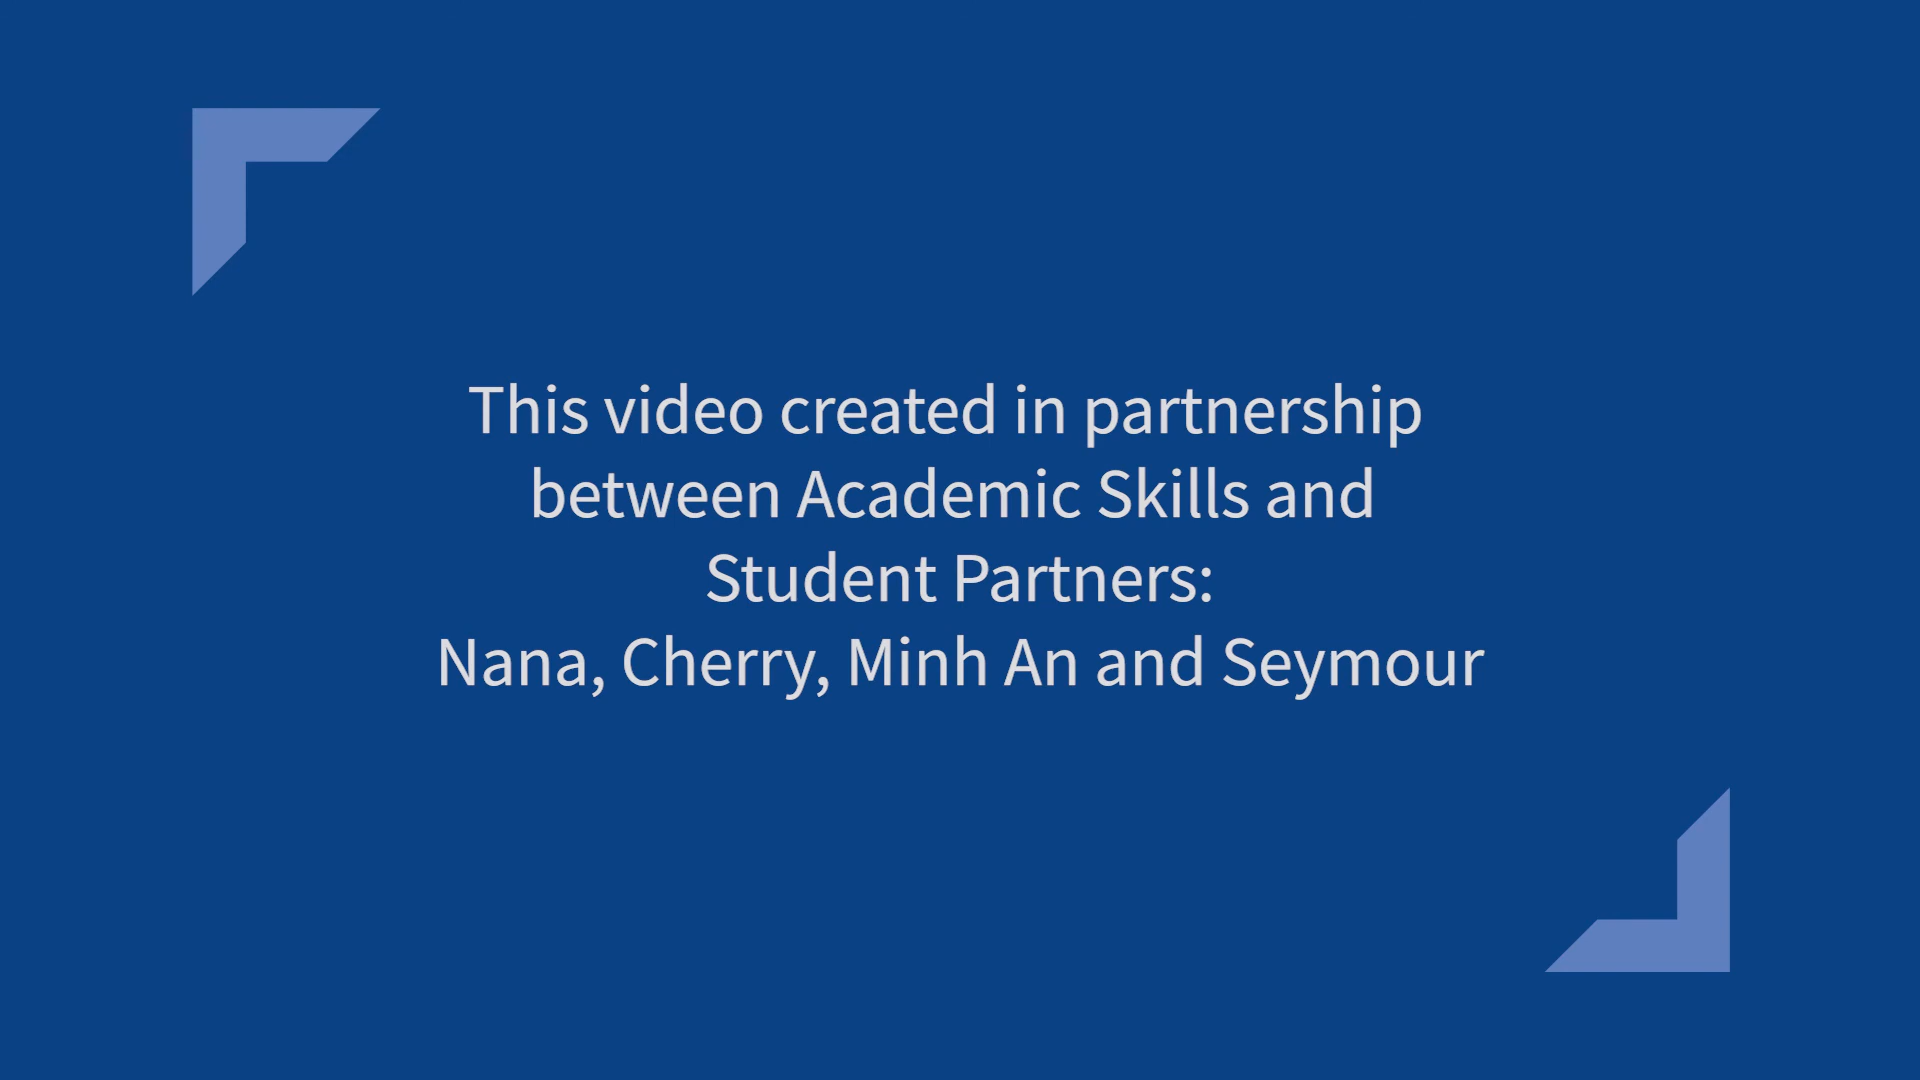 This video created in partnership
between Academic Skills and
Student Partners:
Nana, Cherry, Minh An and Seymour